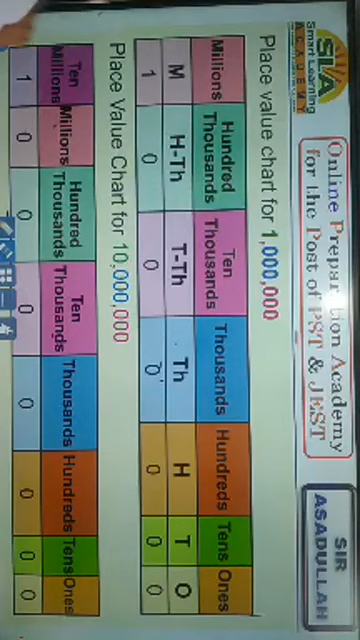 SLA
Smart Learning
ACADEMY
Online Preparation Academy
for the Post of PST & JEST
SIR
ASADULLAH
Place value chart for 1,000,000
Millions Hundred Thousands Ten Thousands Thousands Hundreds Tens Ones
M H-Th T-Th Th H T O
1 0 0 0 0 0 0
Place Value Chart for 10,000,000
Ten Millions Millions Hundred Thousands Ten Thousands Thousands Hundreds Tens Ones
1 0 0 0 0 0 0 0